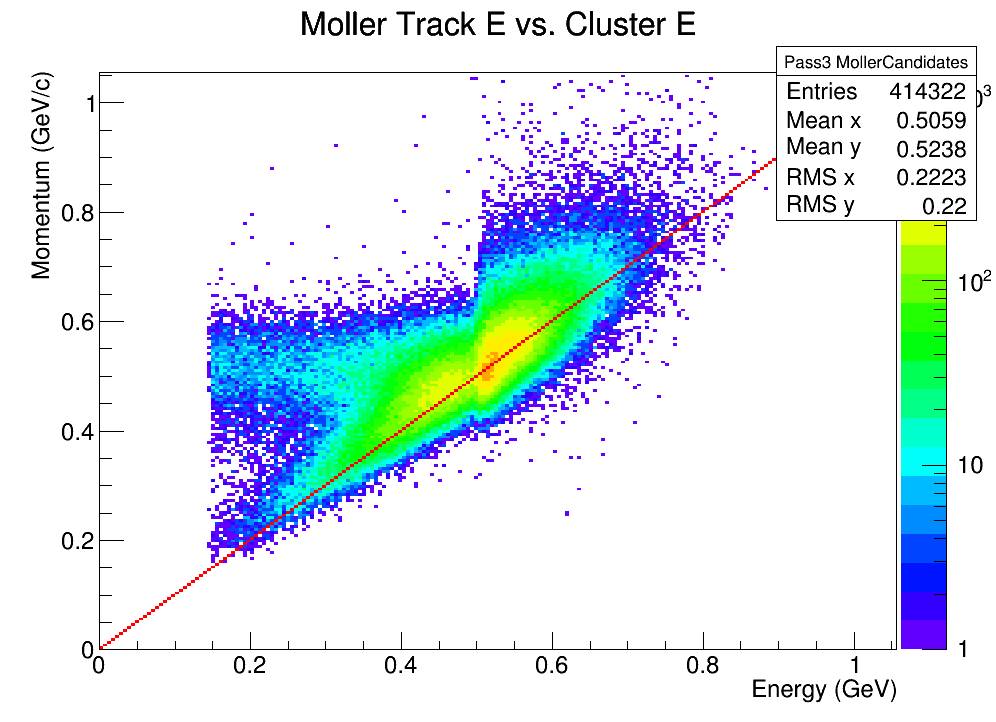 Moller Track E vs. Cluster E
Pass3 MollerCandidates
Entries 414322
Mean x 0.5059
Mean y 0.5238
RMS x 0.2223
RMS y 0.22
Momentum (GeV/c)
1
0.8
0.6
0.4
0.2
0
0 0.2 0.4 0.6 0.8 1
Energy (GeV)
10²
10
1